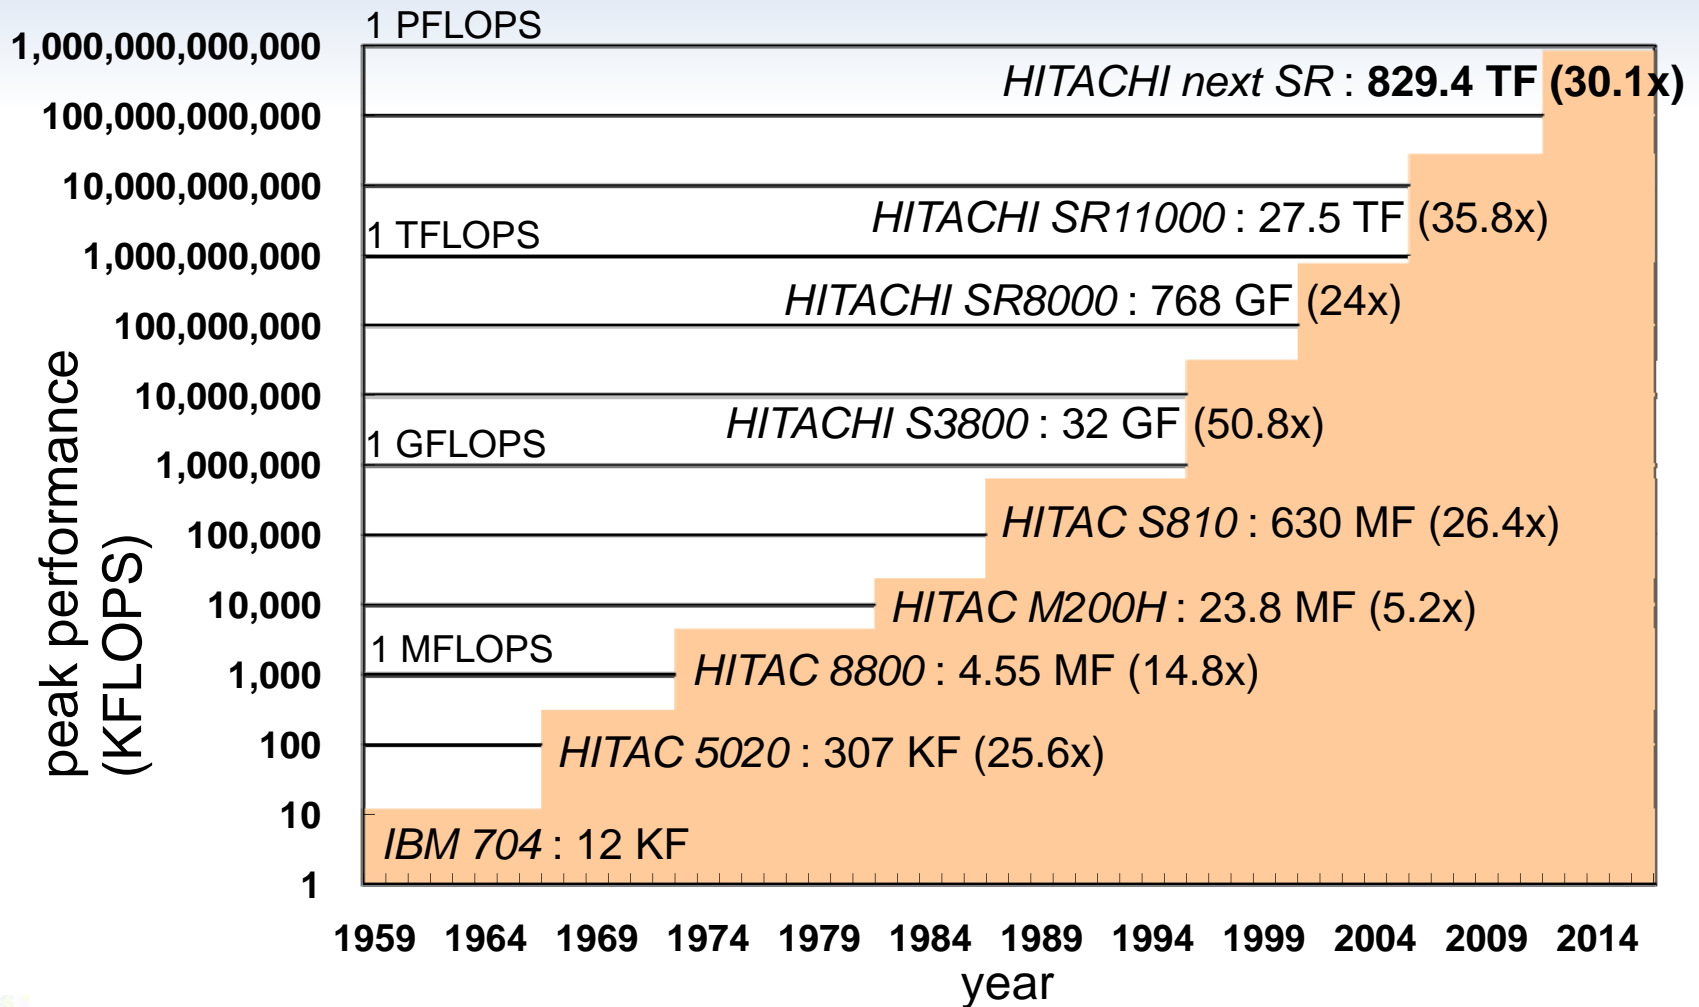 1 PFLOPS
1,000,000,000,000
HITACHI next SR : 829.4 TF (30.1x)
100,000,000,000
10,000,000,000
HITACHI SR11000 : 27.5 TF (35.8x)
1 TFLOPS
1,000,000,000
HITACHI SR8000 : 768 GF (24x)
100,000,000
10,000,000
HITACHI S3800 : 32 GF (50.8x)
1 GFLOPS
1,000,000
HITAC S810 : 630 MF (26.4x)
100,000
10,000
HITAC M200H : 23.8 MF (5.2x)
1 MFLOPS
1,000
HITAC 8800 : 4.55 MF (14.8x)
100
HITAC 5020 : 307 KF (25.6x)
10
IBM 704 : 12 KF
1
peak performance
(KFLOPS)
1959 1964 1969 1974 1979 1984 1989 1994 1999 2004 2009 2014
year